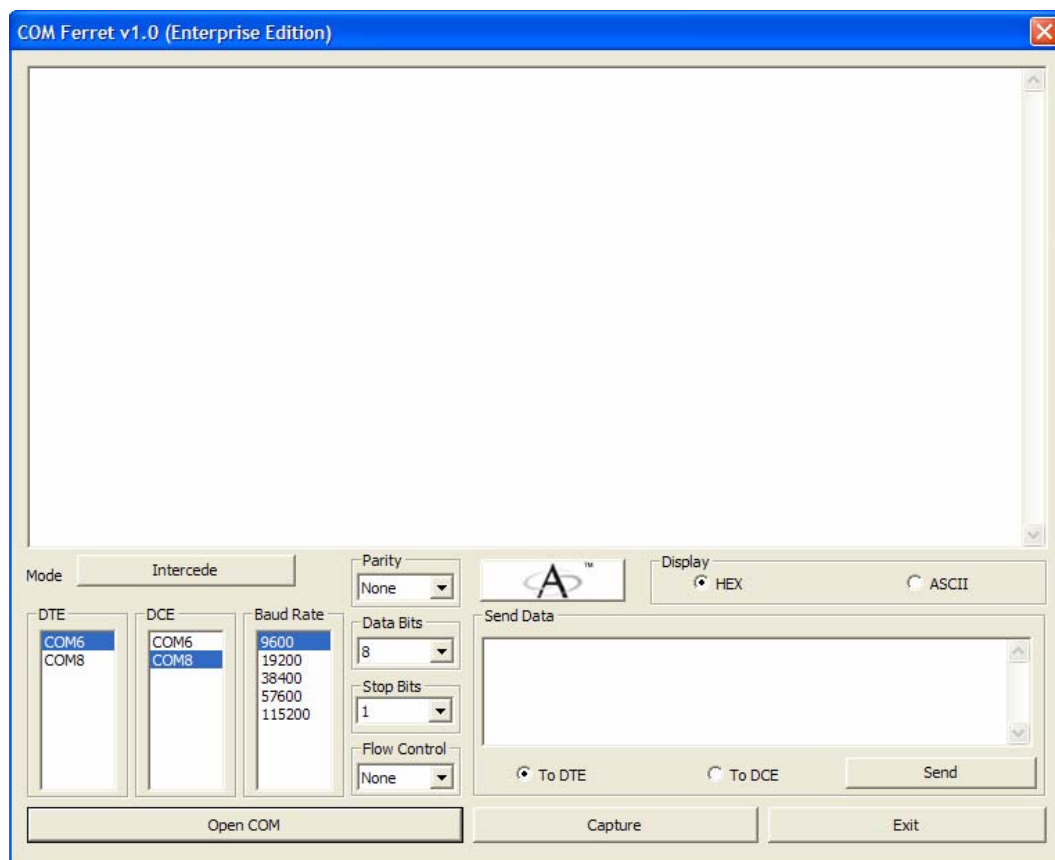 COM Ferret v1.0 (Enterprise Edition)
Mode
Intercede
Parity
None
A ™
Display
HEX
ASCII
DTE
COM6
COM8
DCE
COM6
COM8
Baud Rate
9600
19200
38400
57600
115200
Data Bits
8
Stop Bits
1
Flow Control
None
Send Data
To DTE
To DCE
Send
Open COM
Capture
Exit